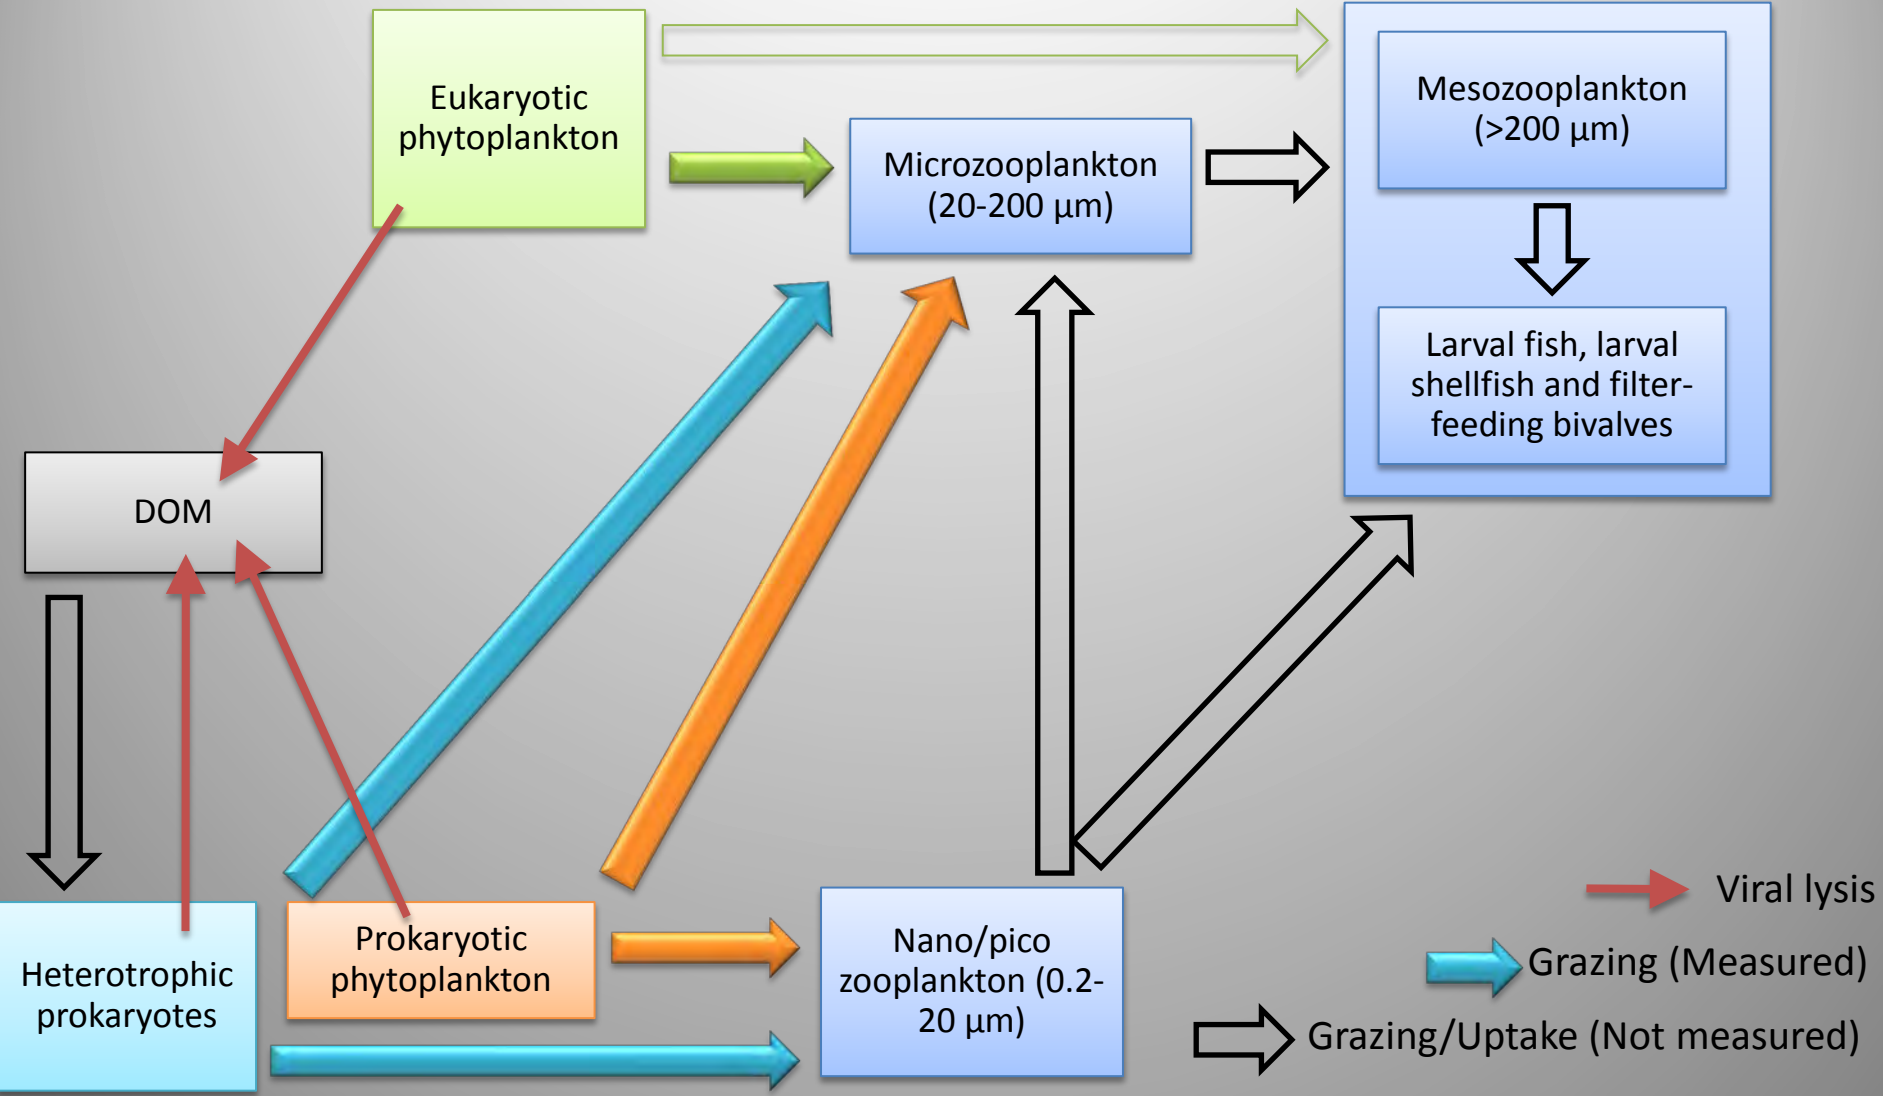 Eukaryotic
phytoplankton
Mesozooplankton
(>200 µm)
Microzooplankton
(20-200 µm)
Larval fish, larval
shellfish and filter-
feeding bivalves
DOM
Heterotrophic
prokaryotes
Prokaryotic
phytoplankton
Nano/pico
zooplankton (0.2-
20 µm)
Viral lysis
Grazing (Measured)
Grazing/Uptake (Not measured)